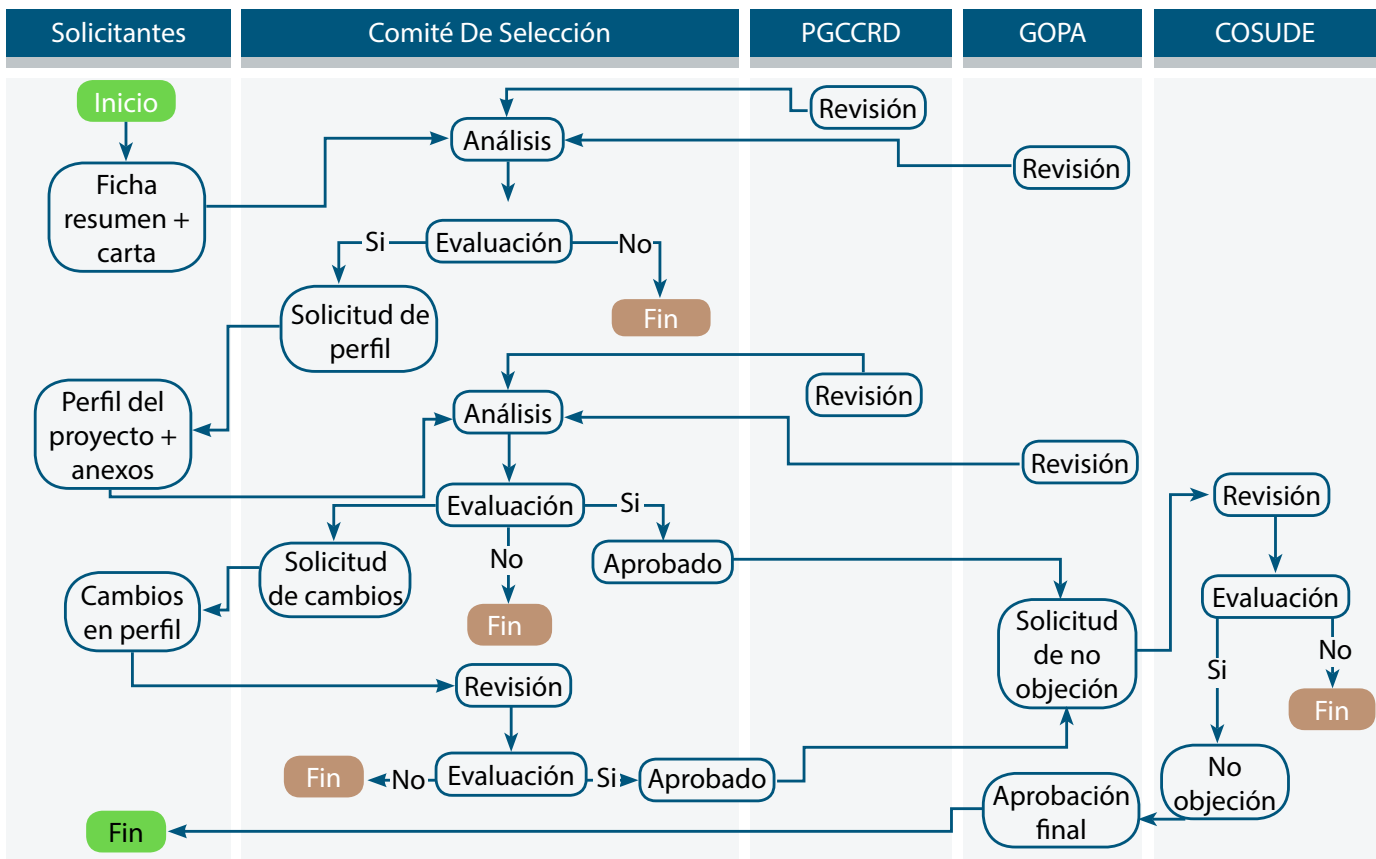 Solicitantes
Comité De Selección
PGCCRD
GOPA
COSUDE
Inicio
Revisión
Análisis
Revisión
Ficha
resumen +
carta
Si
Evaluación
No
Solicitud de
perfil
Fin
Revisión
Perfil del
proyecto +
anexos
Análisis
Revisión
Revisión
Evaluación
Si
No
Aprobado
Solicitud
de cambios
Cambios
en perfil
Fin
Solicitud
de no
objeción
Evaluación
Si
No
Fin
Revisión
Fin
No
Evaluación
Si
Aprobado
No
objeción
Aprobación
final
Fin